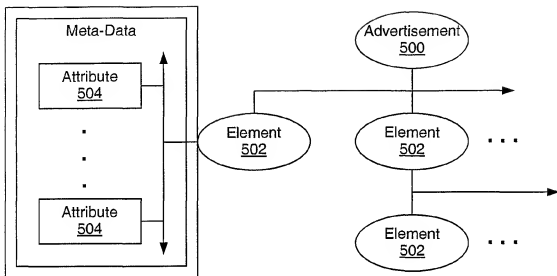 Meta-Data
Attribute
504
.
.
.
Attribute
504
Element
502
Advertisement
500
Element
502
. . .
Element
502
. . .